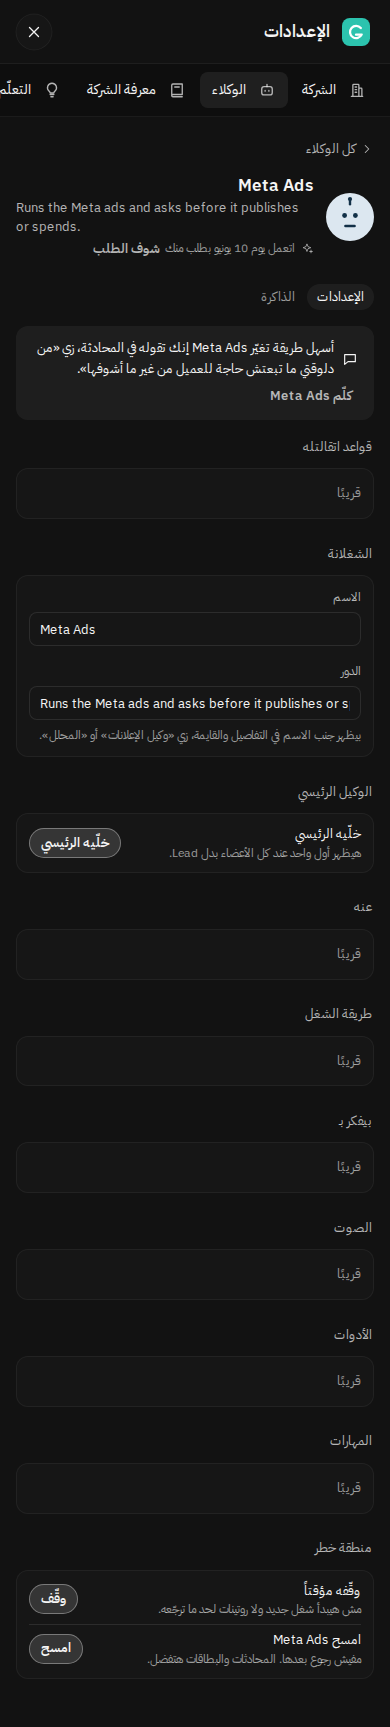 الإعدادات
الشركة
الوكلاء
معرفة الشركة
التعلّم
كل الوكلاء
Meta Ads
Runs the Meta ads and asks before it publishes
or spends.
اتعمل يوم 10 يونيو بطلب منك شوف الطلب
الإعدادات
الذاكرة
أسهل طريقة تغيّر Meta Ads إنك تقوله في المحادثة، زي «من
دلوقتي ما تبعتش حاجة للعميل من غير ما أشوفها».
كلّم Meta Ads
قواعد اتقالتله
قريبًا
الشغلانة
الاسم
Meta Ads
الدور
Runs the Meta ads and asks before it publishes or s
بيظهر جنب الاسم في التفاصيل والقايمة، زي «وكيل الإعلانات» أو «المحلل».
الوكيل الرئيسي
خلّيه الرئيسي
هيظهر أول واحد عند كل الأعضاء بدل Lead.
خلّيه الرئيسي
عنه
قريبًا
طريقة الشغل
قريبًا
بيفكر بـ
قريبًا
الصوت
قريبًا
الأدوات
قريبًا
المهارات
قريبًا
منطقة خطر
وقّفه مؤقتاً
مش هيبدأ شغل جديد ولا روتينات لحد ما ترجّعه.
وقّف
امسح Meta Ads
مفيش رجوع بعدها. المحادثات والبطاقات هتفضل.
امسح